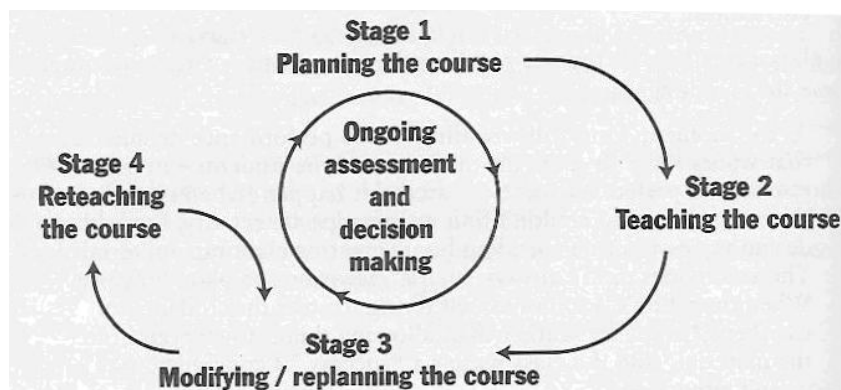 Stage 1
Planning the course
Ongoing
assessment
and
decision
making
Stage 2
Teaching the course
Stage 3
Modifying / replanning the course
Stage 4
Reteaching
the course